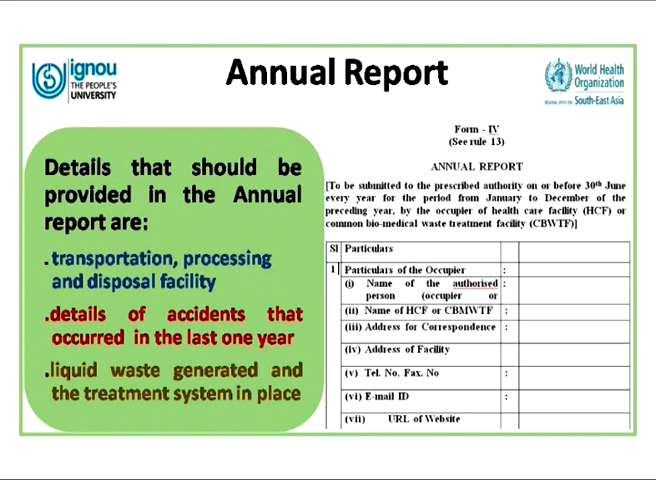 ignou
THE PEOPLE'S
UNIVERSITY
Annual Report
World Health
Organization
REGIONAL OFFICE FOR South-East Asia
Details that should be
provided in the Annual
report are:
.transportation, processing
and disposal facility
.details of accidents that
occurred in the last one year
.liquid waste generated and
the treatment system in place
Form - IV
(See rule 13)
ANNUAL REPORT
[To be submitted to the prescribed authority on or before 30th June
every year for the period from January to December of the
preceding year, by the occupier of health care facility (HCF) or
common bio-medical waste treatment facility (CBWTF)]
Sl Particulars
1 Particulars of the Occupier :
(i) Name of the authorised :
person (occupier or
(ii) Name of HCF or CBMWTF :
(iii) Address for Correspondence :
(iv) Address of Facility
(v) Tel. No, Fax. No :
(vi) E-mail ID :
(vii) URL of Website